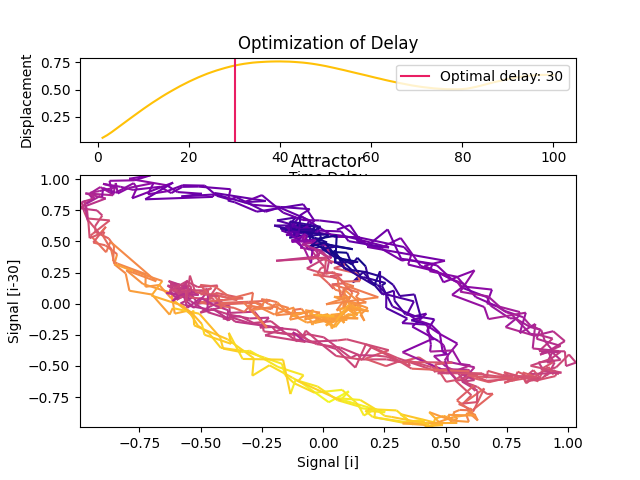 Optimization of Delay
Displacement
0.75
0.50
0.25
Optimal delay: 30
0 20 40 60 80 100
Time Delay
Attractor
Signal [i-30]
1.00
0.75
0.50
0.25
0.00
−0.25
−0.50
−0.75
−0.75 −0.50 −0.25 0.00 0.25 0.50 0.75 1.00
Signal [i]